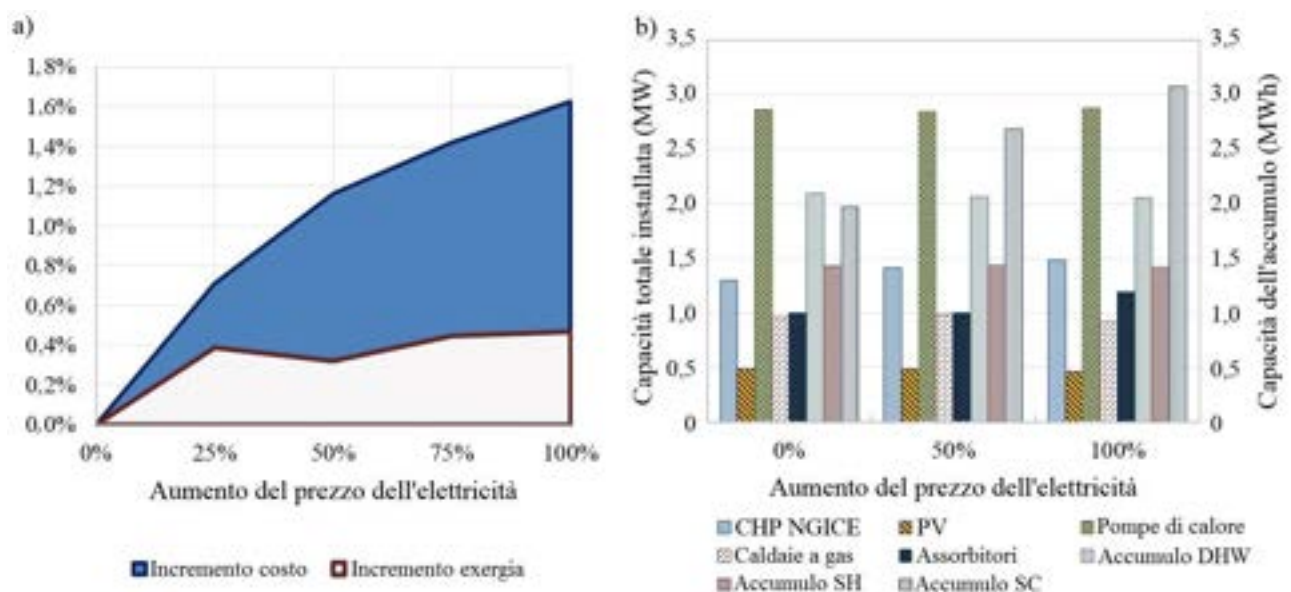 a)
1,8%
1,6%
1,4%
1,2%
1,0%
0,8%
0,6%
0,4%
0,2%
0,0%
0% 25% 50% 75% 100%
Aumento del prezzo dell'elettricità
Incremento costo Incremento exergia
b)
Capacità totale installata (MW)
3,5
3,0
2,5
2,0
1,5
1,0
0,5
0
3,5
3,0
2,5
2,0
1,5
1,0
0,5
0
Capacità dell'accumulo (MWh)
0% 50% 100%
Aumento del prezzo dell'elettricità
CHP NGICE PV Pompe di calore
Caldaie a gas Assorbitori Accumulo DHW
Accumulo SH Accumulo SC